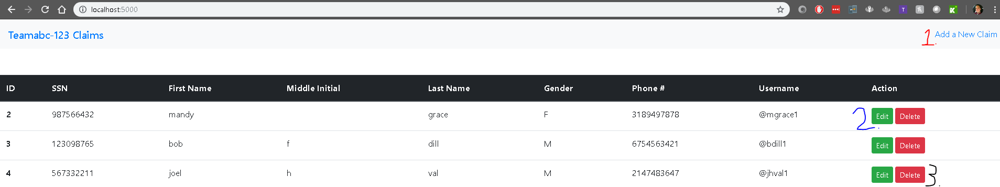 localhost:5000
Teamabc-123 Claims 1. Add a New Claim
ID SSN First Name Middle Initial Last Name Gender Phone # Username Action
2 987566432 mandy grace F 3189497878 @mgrace1 2. Edit Delete
3 123098765 bob f dill M 6754563421 @bdill1 Edit Delete
4 567332211 joel h val M 2147483647 @jhval1 Edit Delete 3.